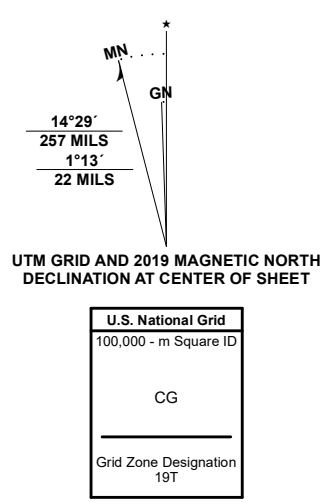 ★
MN
GN
14°29´
257 MILS
1°13´
22 MILS
UTM GRID AND 2019 MAGNETIC NORTH
DECLINATION AT CENTER OF SHEET
U.S. National Grid
100,000 - m Square ID
CG
Grid Zone Designation
19T